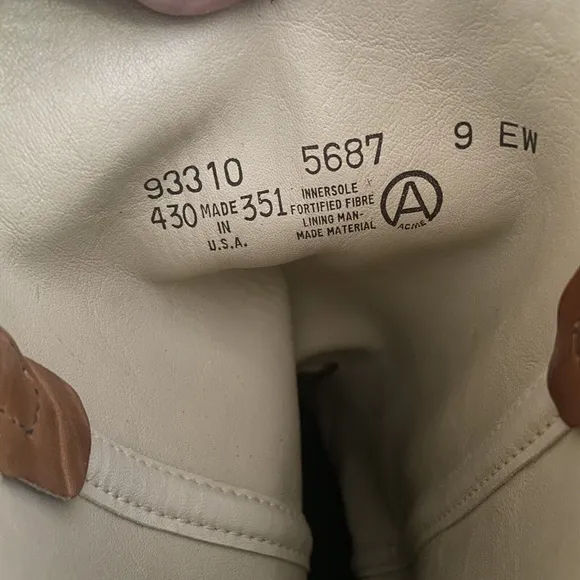 93310 5687 9 EW
430 MADE IN U.S.A. 351
INNERSOLE
FORTIFIED FIBRE
LINING MAN-
MADE MATERIAL
A
ACME